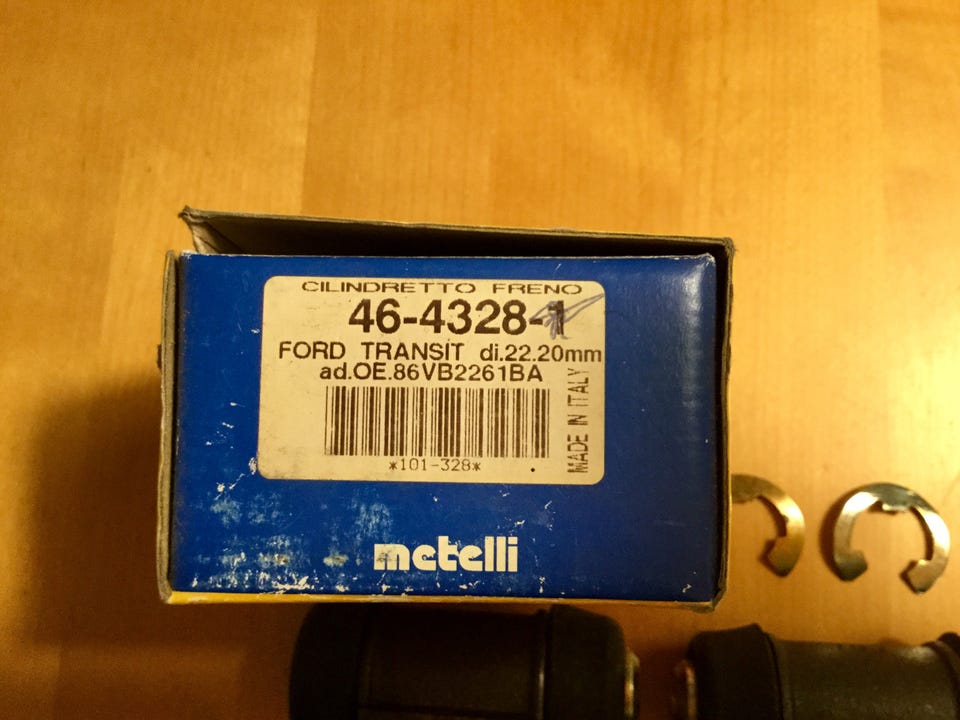 CILINDRETTO FRENO
46-4328-1
FORD TRANSIT di.22.20mm
ad.OE.86VB2261BA
MADE IN ITALY
*101-328*
metelli